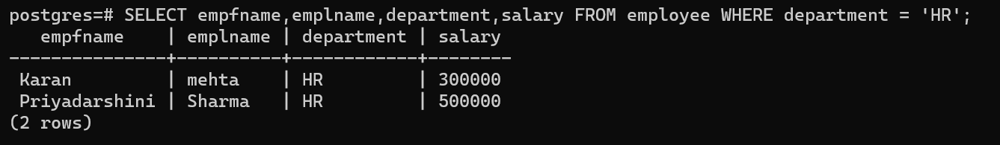 postgres=# SELECT empfname,emplname,department,salary FROM employee WHERE department = 'HR';
   empfname    | emplname | department | salary
---------------+----------+------------+--------
 Karan         | mehta    | HR         | 300000
 Priyadarshini | Sharma   | HR         | 500000
(2 rows)